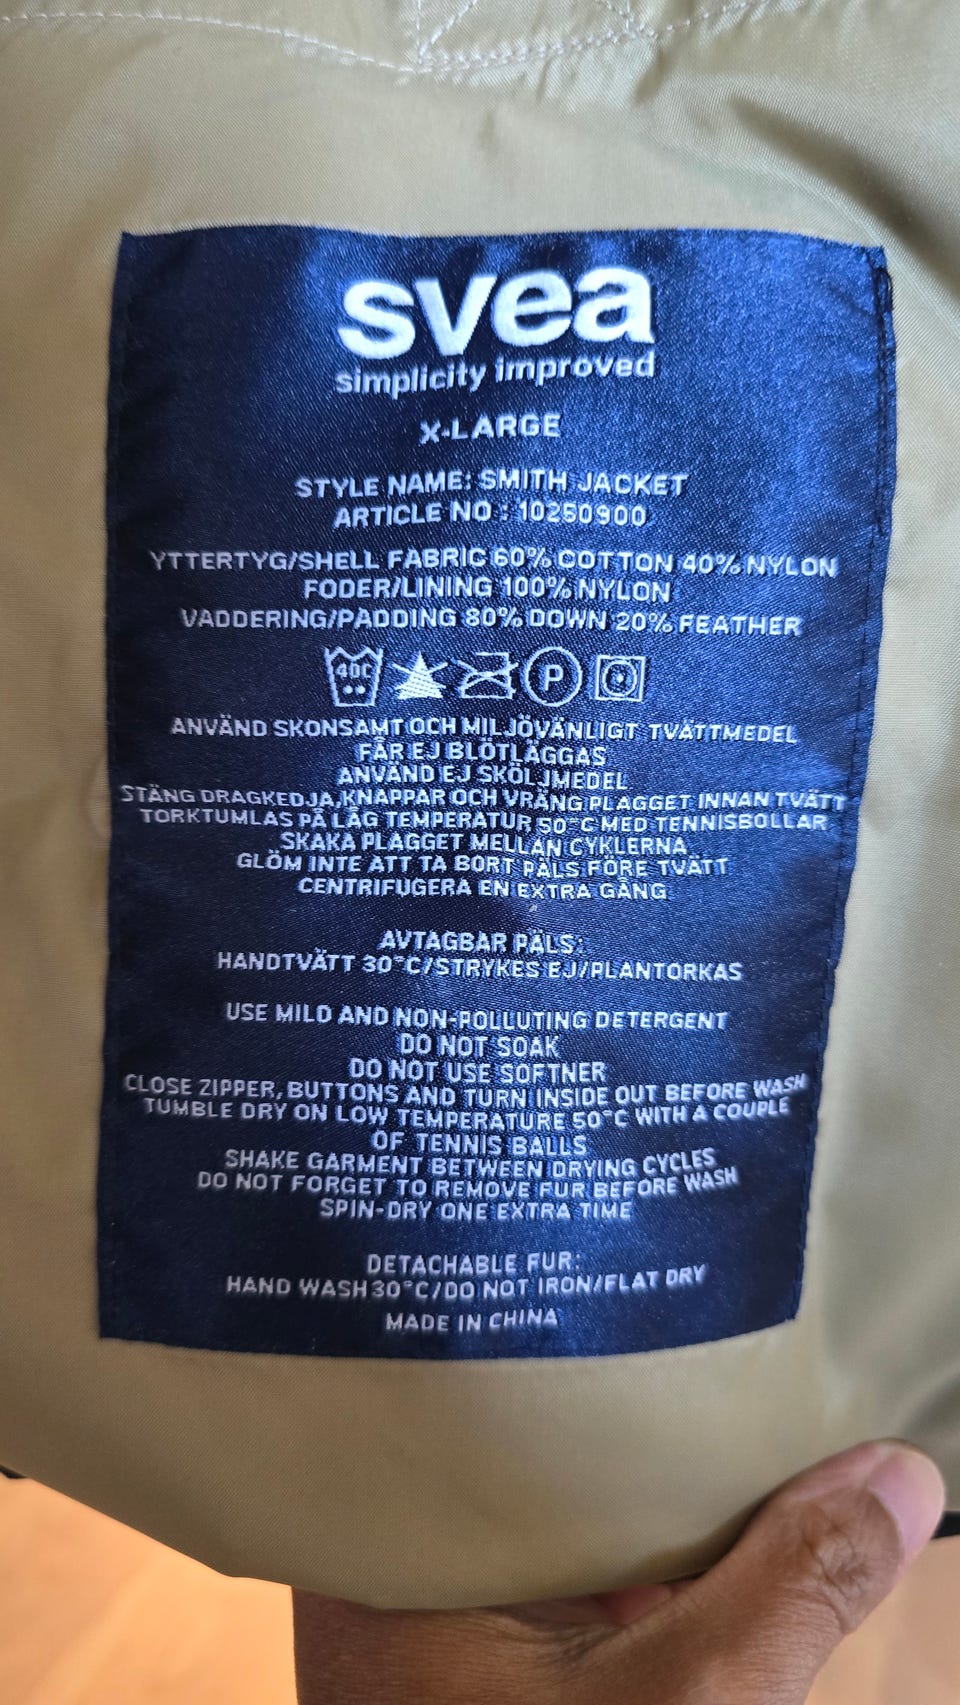 svea
simplicity improved
X-LARGE
STYLE NAME: SMITH JACKET
ARTICLE NO : 10250900
YTTERTYG/SHELL FABRIC 60% COTTON 40% NYLON
FODER/LINING 100% NYLON
VADDERING/PADDING 80% DOWN 20% FEATHER
40C P
ANVÄND SKONSAMT OCH MILJÖVÄNLIGT TVÄTTMEDEL
FÅR EJ BLÖTLÄGGAS
ANVÄND EJ SKÖLJMEDEL
STÄNG DRAGKEDJA,KNAPPAR OCH VRÄNG PLAGGET INNAN TVÄTT
TORKTUMLAS PÅ LÅG TEMPERATUR 50°C MED TENNISBOLLAR
SKAKA PLAGGET MELLAN CYKLERNA
GLÖM INTE ATT TA BORT PÄLS FÖRE TVÄTT
CENTRIFUGERA EN EXTRA GÅNG
AVTAGBAR PÄLS:
HANDTVÄTT 30°C/STRYKES EJ/PLANTORKAS
USE MILD AND NON-POLLUTING DETERGENT
DO NOT SOAK
DO NOT USE SOFTNER
CLOSE ZIPPER, BUTTONS AND TURN INSIDE OUT BEFORE WASH
TUMBLE DRY ON LOW TEMPERATURE 50°C WITH A COUPLE
OF TENNIS BALLS
SHAKE GARMENT BETWEEN DRYING CYCLES
DO NOT FORGET TO REMOVE FUR BEFORE WASH
SPIN-DRY ONE EXTRA TIME
DETACHABLE FUR:
HAND WASH 30°C/DO NOT IRON/FLAT DRY
MADE IN CHINA